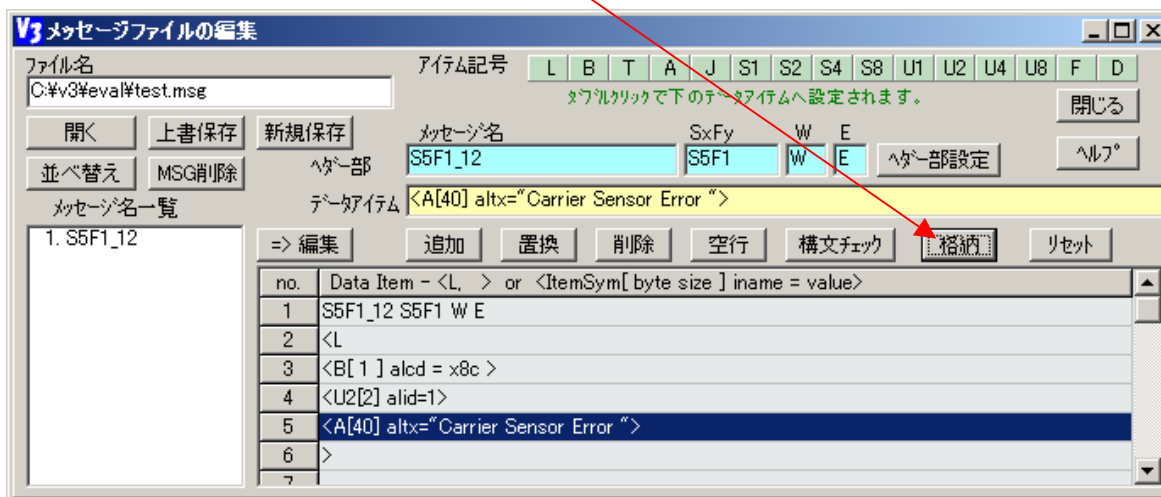 V3 メッセージファイルの編集
ファイル名
C:¥v3¥eval¥test.msg
アイテム記号 L B T A J S1 S2 S4 S8 U1 U2 U4 U8 F D
ダブルクリックで下のデータアイテムへ設定されます。
閉じる
開く 上書保存 新規保存
メッセージ名 SxFy W E
ヘダー部 S5F1_12 S5F1 W E ヘダー部設定 ヘルプ
並べ替え MSG削除
メッセージ名一覧
データアイテム <A[40] altx="Carrier Sensor Error ">
1. S5F1_12
=> 編集 追加 置換 削除 空行 構文チェック 格納 リセット
no. Data Item - <L, > or <ItemSym[ byte size ] iname = value>
1 S5F1_12 S5F1 W E
2 <L
3 <B[ 1 ] alcd = x8c >
4 <U2[2] alid=1>
5 <A[40] altx="Carrier Sensor Error ">
6 >
7